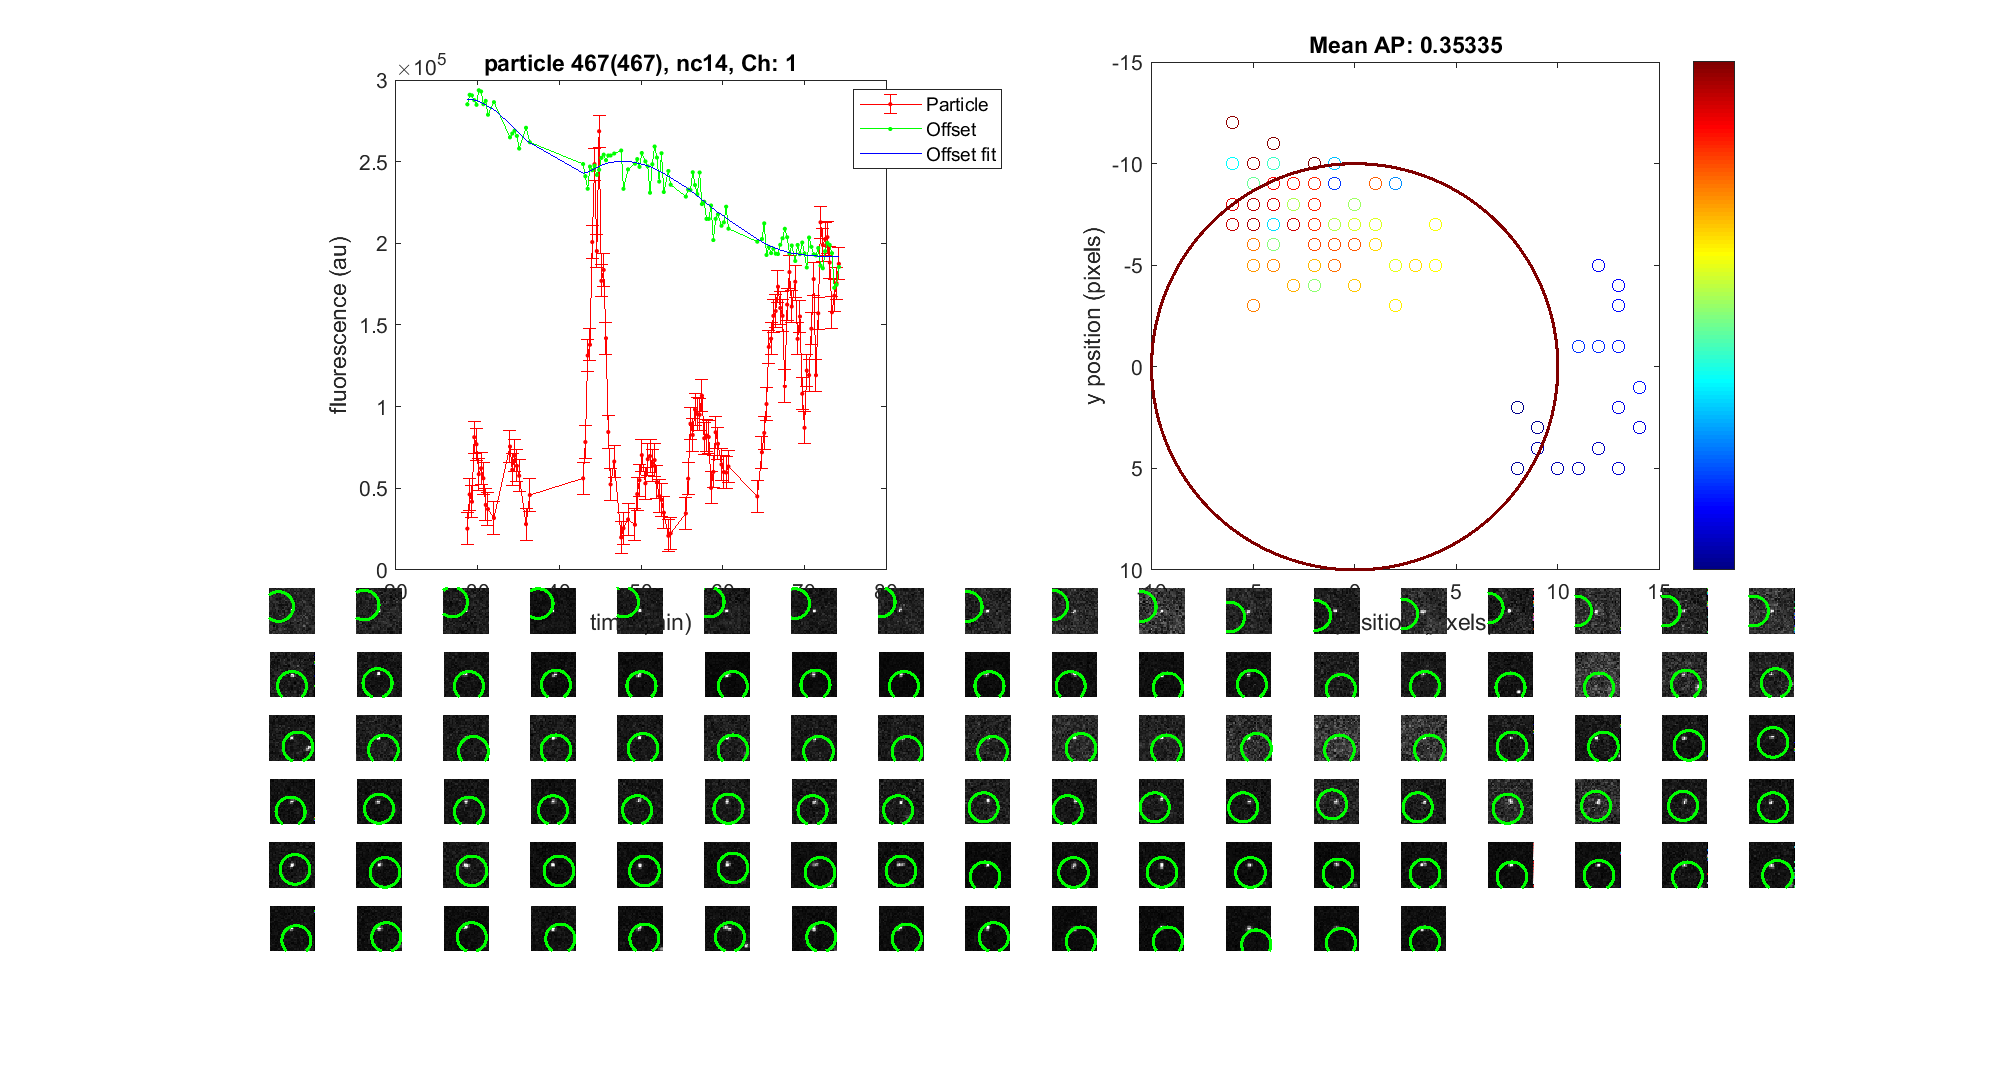 particle 467(467), nc14, Ch: 1
×10^5
3
2.5
2
1.5
1
0.5
0
fluorescence (au)
Particle
Offset
Offset fit
Mean AP: 0.35335
-15
-10
-5
0
5
10
y position (pixels)
5
10
15